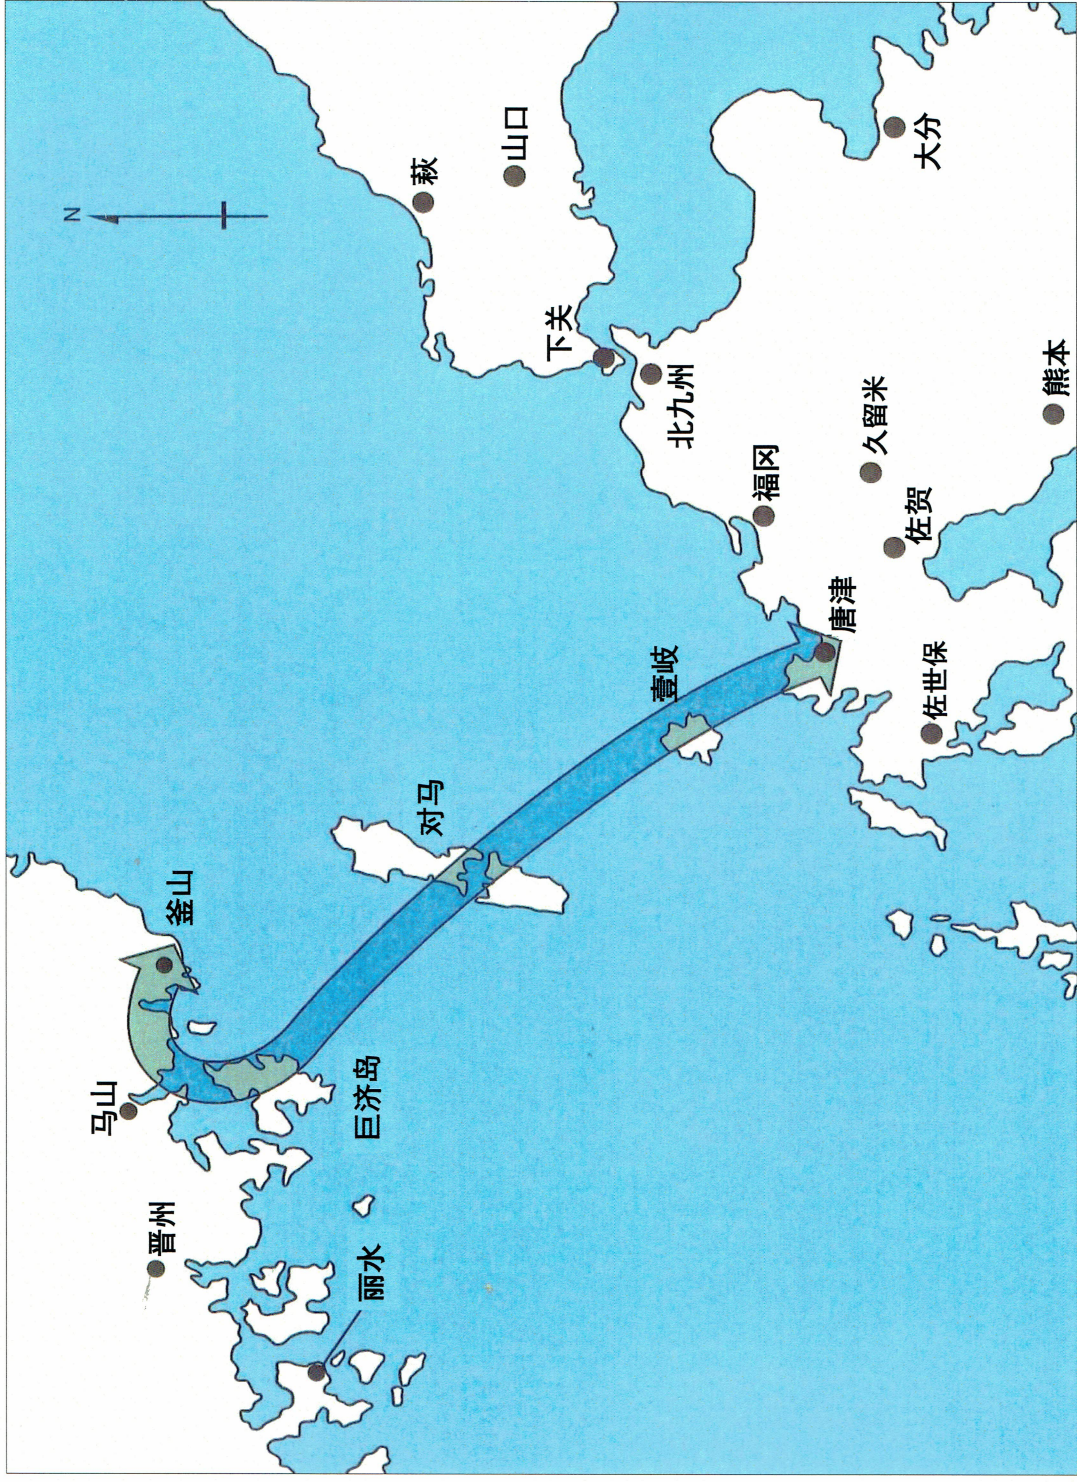 N
马山
晋州
釜山
丽水
巨济岛
对马
萩
山口
下关
壹岐
北九州
福冈
唐津
久留米
佐世保
佐贺
大分
熊本